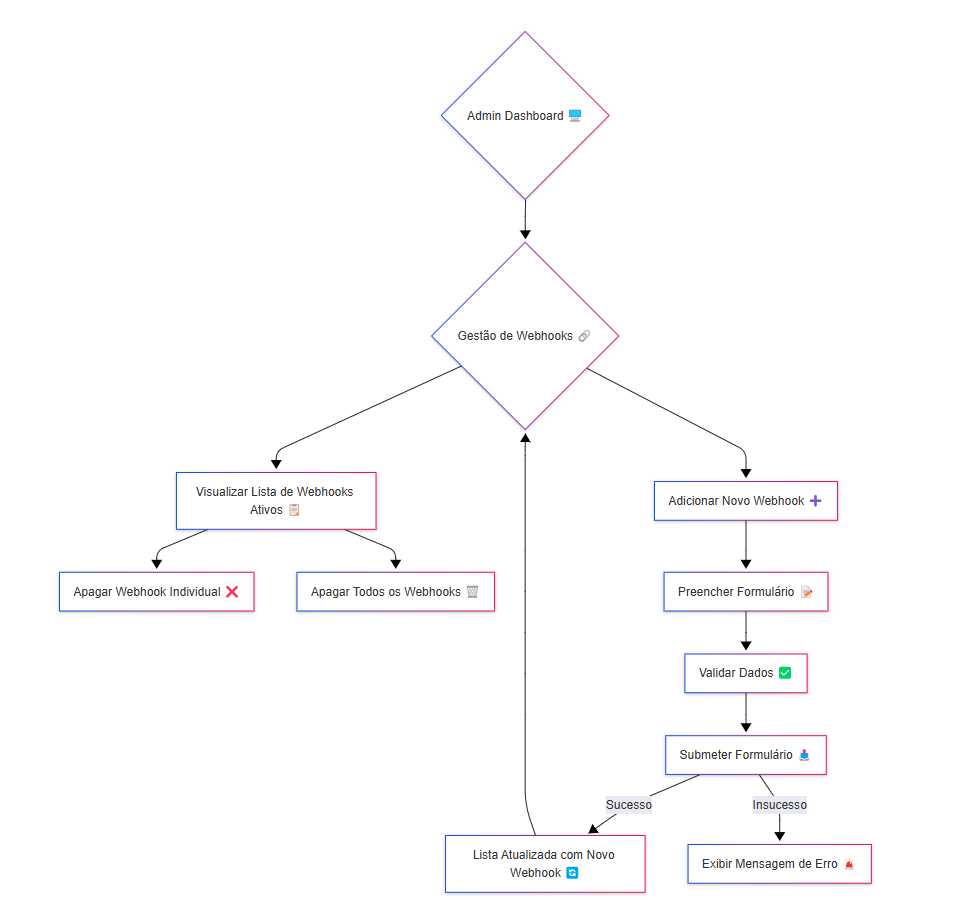 Admin Dashboard 🖥️
Gestão de Webhooks 🔗
Visualizar Lista de Webhooks
Ativos 📋
Adicionar Novo Webhook ➕
Apagar Webhook Individual ❌
Apagar Todos os Webhooks 🗑️
Preencher Formulário 📝
Validar Dados ✅
Submeter Formulário 📤
Sucesso
Insucesso
Lista Atualizada com Novo
Webhook 🔄
Exibir Mensagem de Erro 🚨